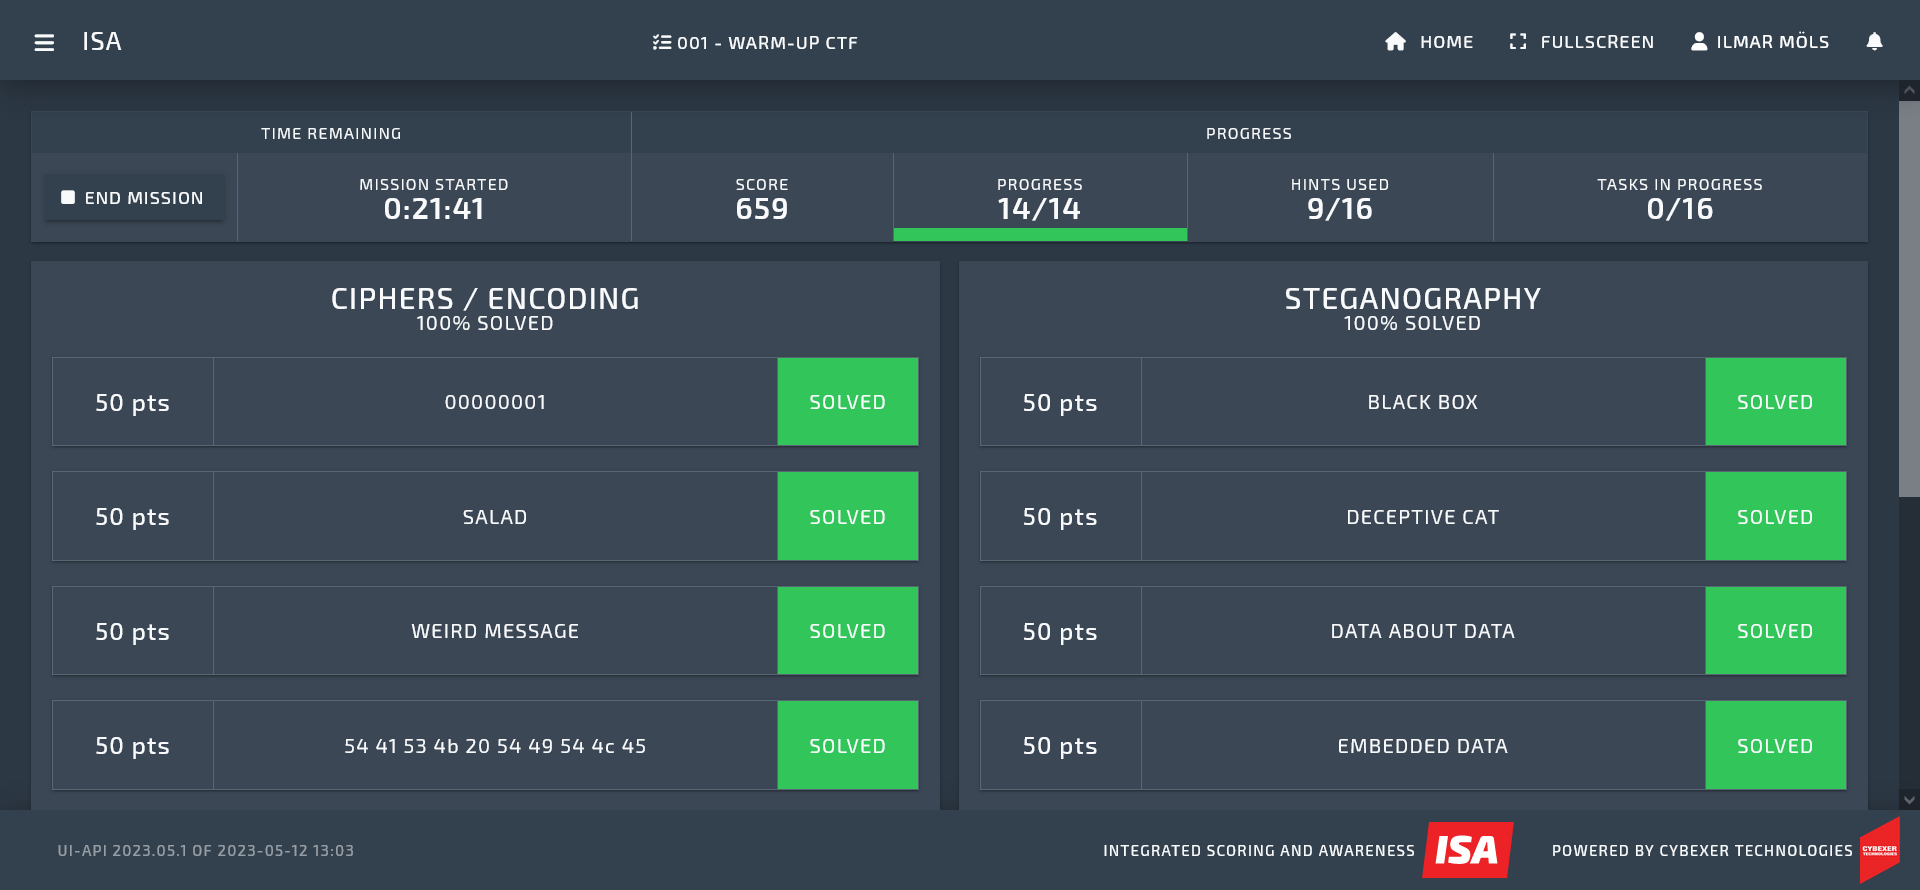 ISA
001 - WARM-UP CTF
HOME
FULLSCREEN
ILMAR MÖLS
TIME REMAINING
PROGRESS
END MISSION
MISSION STARTED
0:21:41
SCORE
659
PROGRESS
14/14
HINTS USED
9/16
TASKS IN PROGRESS
0/16
CIPHERS / ENCODING
100% SOLVED
50 pts
00000001
SOLVED
50 pts
SALAD
SOLVED
50 pts
WEIRD MESSAGE
SOLVED
50 pts
54 41 53 4b 20 54 49 54 4c 45
SOLVED
STEGANOGRAPHY
100% SOLVED
50 pts
BLACK BOX
SOLVED
50 pts
DECEPTIVE CAT
SOLVED
50 pts
DATA ABOUT DATA
SOLVED
50 pts
EMBEDDED DATA
SOLVED
UI-API 2023.05.1 OF 2023-05-12 13:03
INTEGRATED SCORING AND AWARENESS
ISA
POWERED BY CYBEXER TECHNOLOGIES
CYBEXER
TECHNOLOGIES